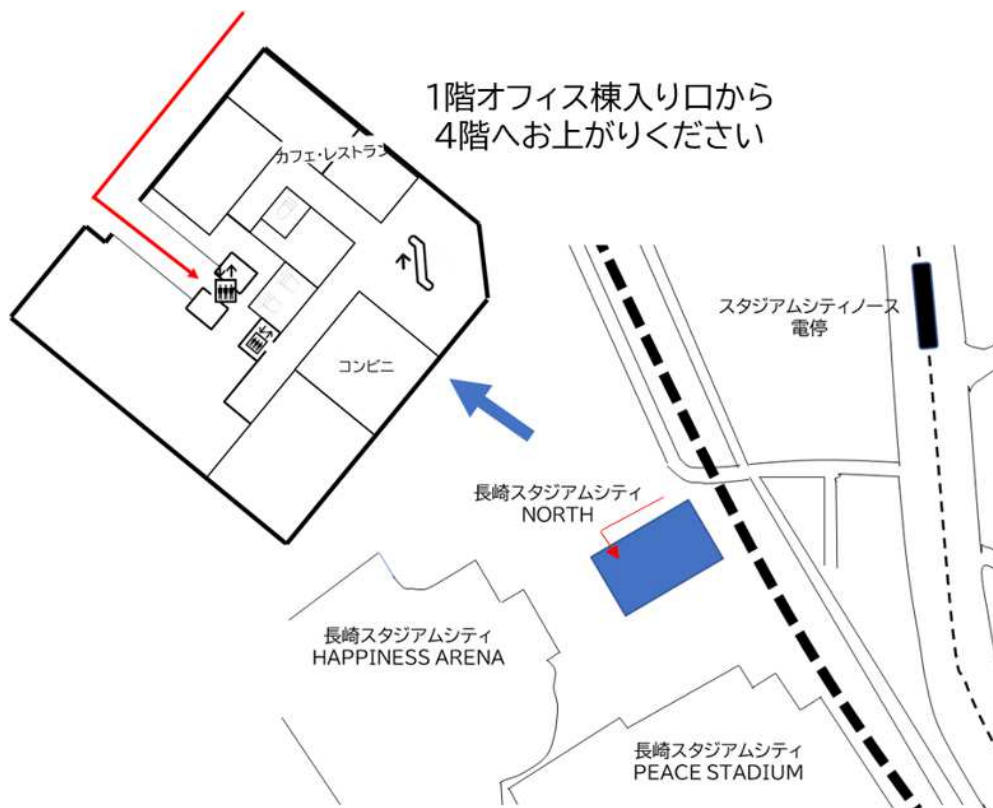 1階オフィス棟入り口から
4階へお上がりください
カフェ・レストラン
コンビニ
スタジアムシティノース
電停
長崎スタジアムシティ
NORTH
長崎スタジアムシティ
HAPPINESS ARENA
長崎スタジアムシティ
PEACE STADIUM